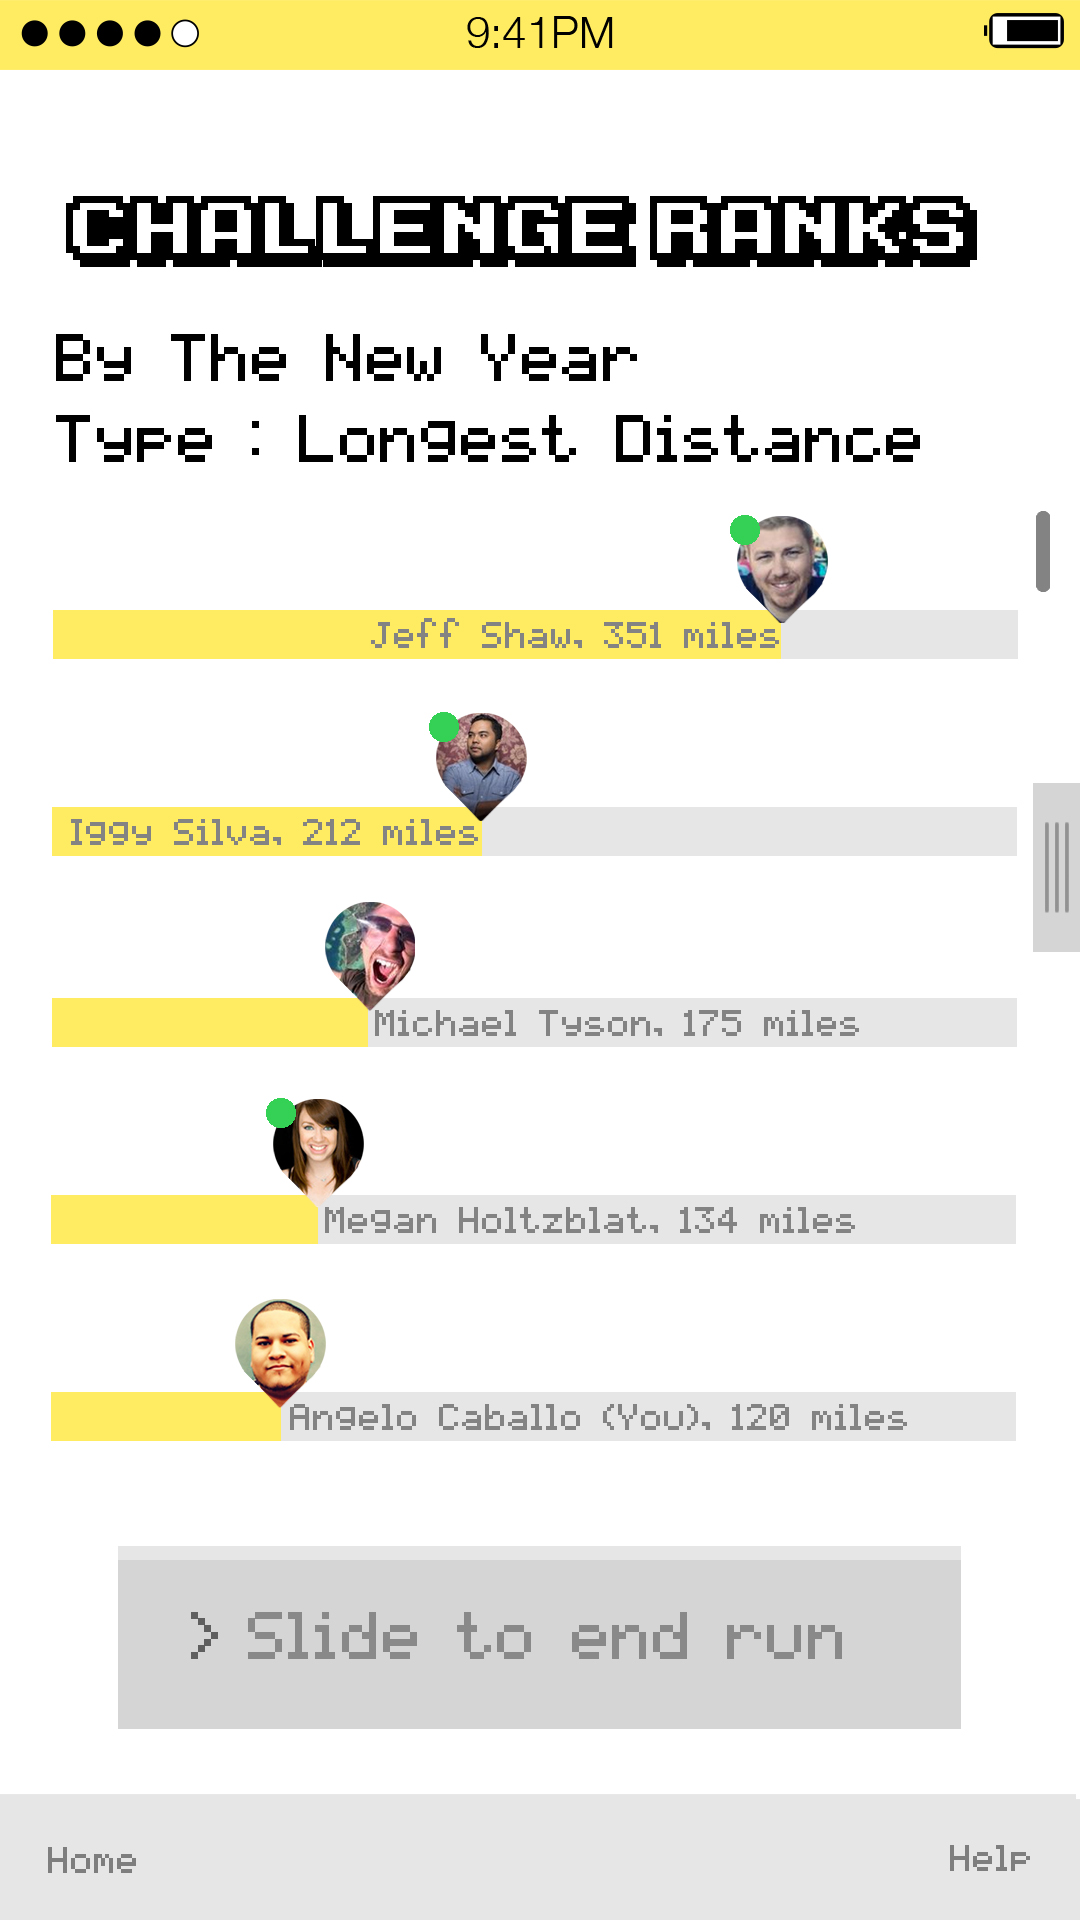 9:41PM
CHALLENGE RANKS
By The New Year
Type : Longest Distance
Jeff Shaw, 351 miles
Iggy Silva, 212 miles
Michael Tyson, 175 miles
Megan Holtzblat, 134 miles
Angelo Caballo (You), 120 miles
> Slide to end run
Home
Help